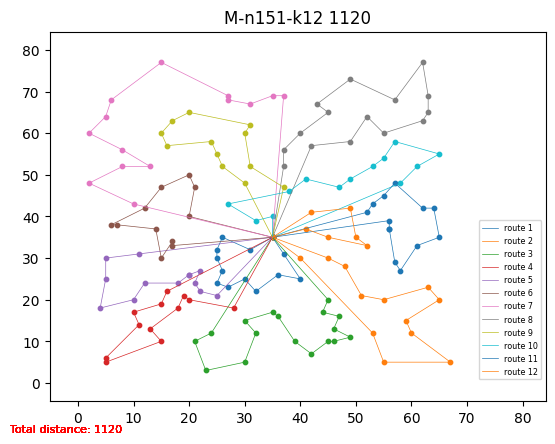 M-n151-k12 1120
80
70
60
50
40
30
20
10
0
0 10 20 30 40 50 60 70 80
route 1
route 2
route 3
route 4
route 5
route 6
route 7
route 8
route 9
route 10
route 11
route 12
Total distance: 1120